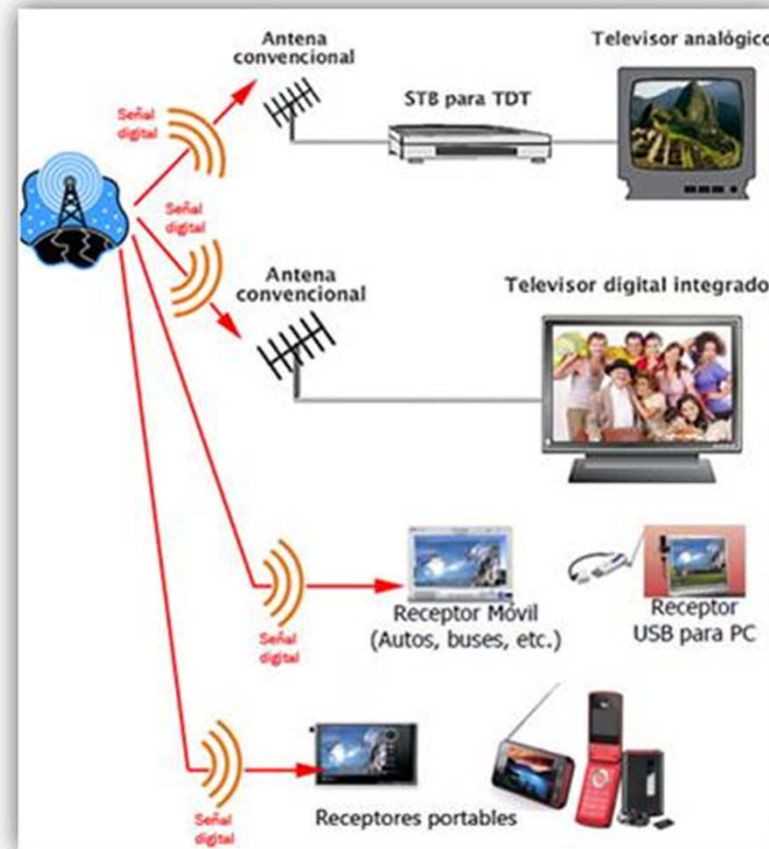 Antena
convencional
Televisor analógico
Señal
digital
STB para TDT
Señal
digital
Antena
convencional
Televisor digital integrado
Receptor Móvil
(Autos, buses, etc.)
Receptor
USB para PC
Señal
digital
Receptores portables
Señal
digital